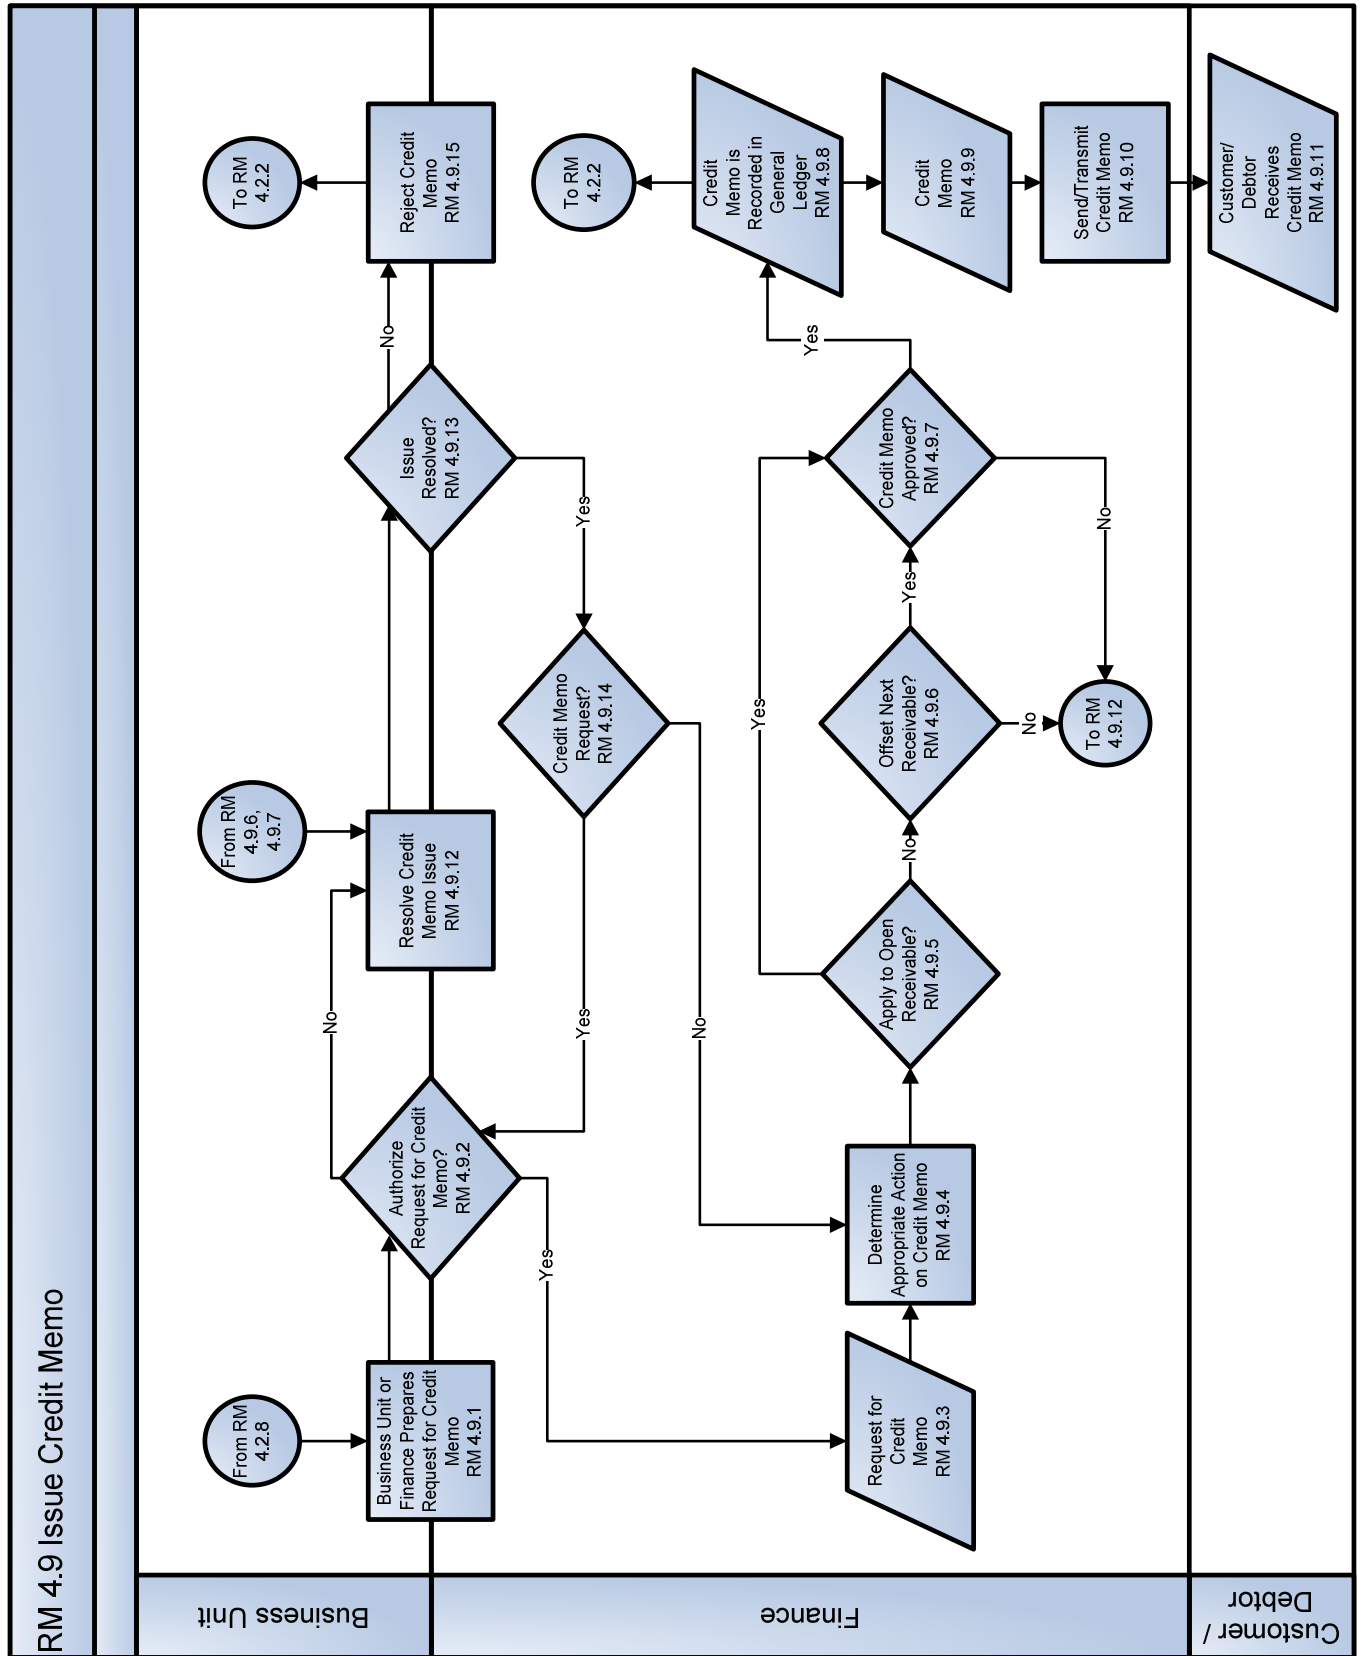 RM 4.9 Issue Credit Memo
Business Unit
From RM
4.2.8
Business Unit or
Finance Prepares
Request for Credit
Memo
RM 4.9.1
Authorize
Request for Credit
Memo?
RM 4.9.2
No
From RM
4.9.6,
4.9.7
Resolve Credit
Memo Issue
RM 4.9.12
Issue
Resolved?
RM 4.9.13
No
To RM
4.2.2
Reject Credit
Memo
RM 4.9.15
Finance
Yes
Yes
Credit Memo
Request?
RM 4.9.14
Yes
No
Request for
Credit
Memo
RM 4.9.3
Determine
Appropriate Action
on Credit Memo
RM 4.9.4
Apply to Open
Receivable?
RM 4.9.5
Yes
No
Offset Next
Receivable?
RM 4.9.6
Yes
No
To RM
4.9.12
Credit Memo
Approved?
RM 4.9.7
No
Yes
To RM
4.2.2
Credit
Memo is
Recorded in
General
Ledger
RM 4.9.8
Credit
Memo
RM 4.9.9
Send/Transmit
Credit Memo
RM 4.9.10
Customer /
Debtor
Customer/
Debtor
Receives
Credit Memo
RM 4.9.11